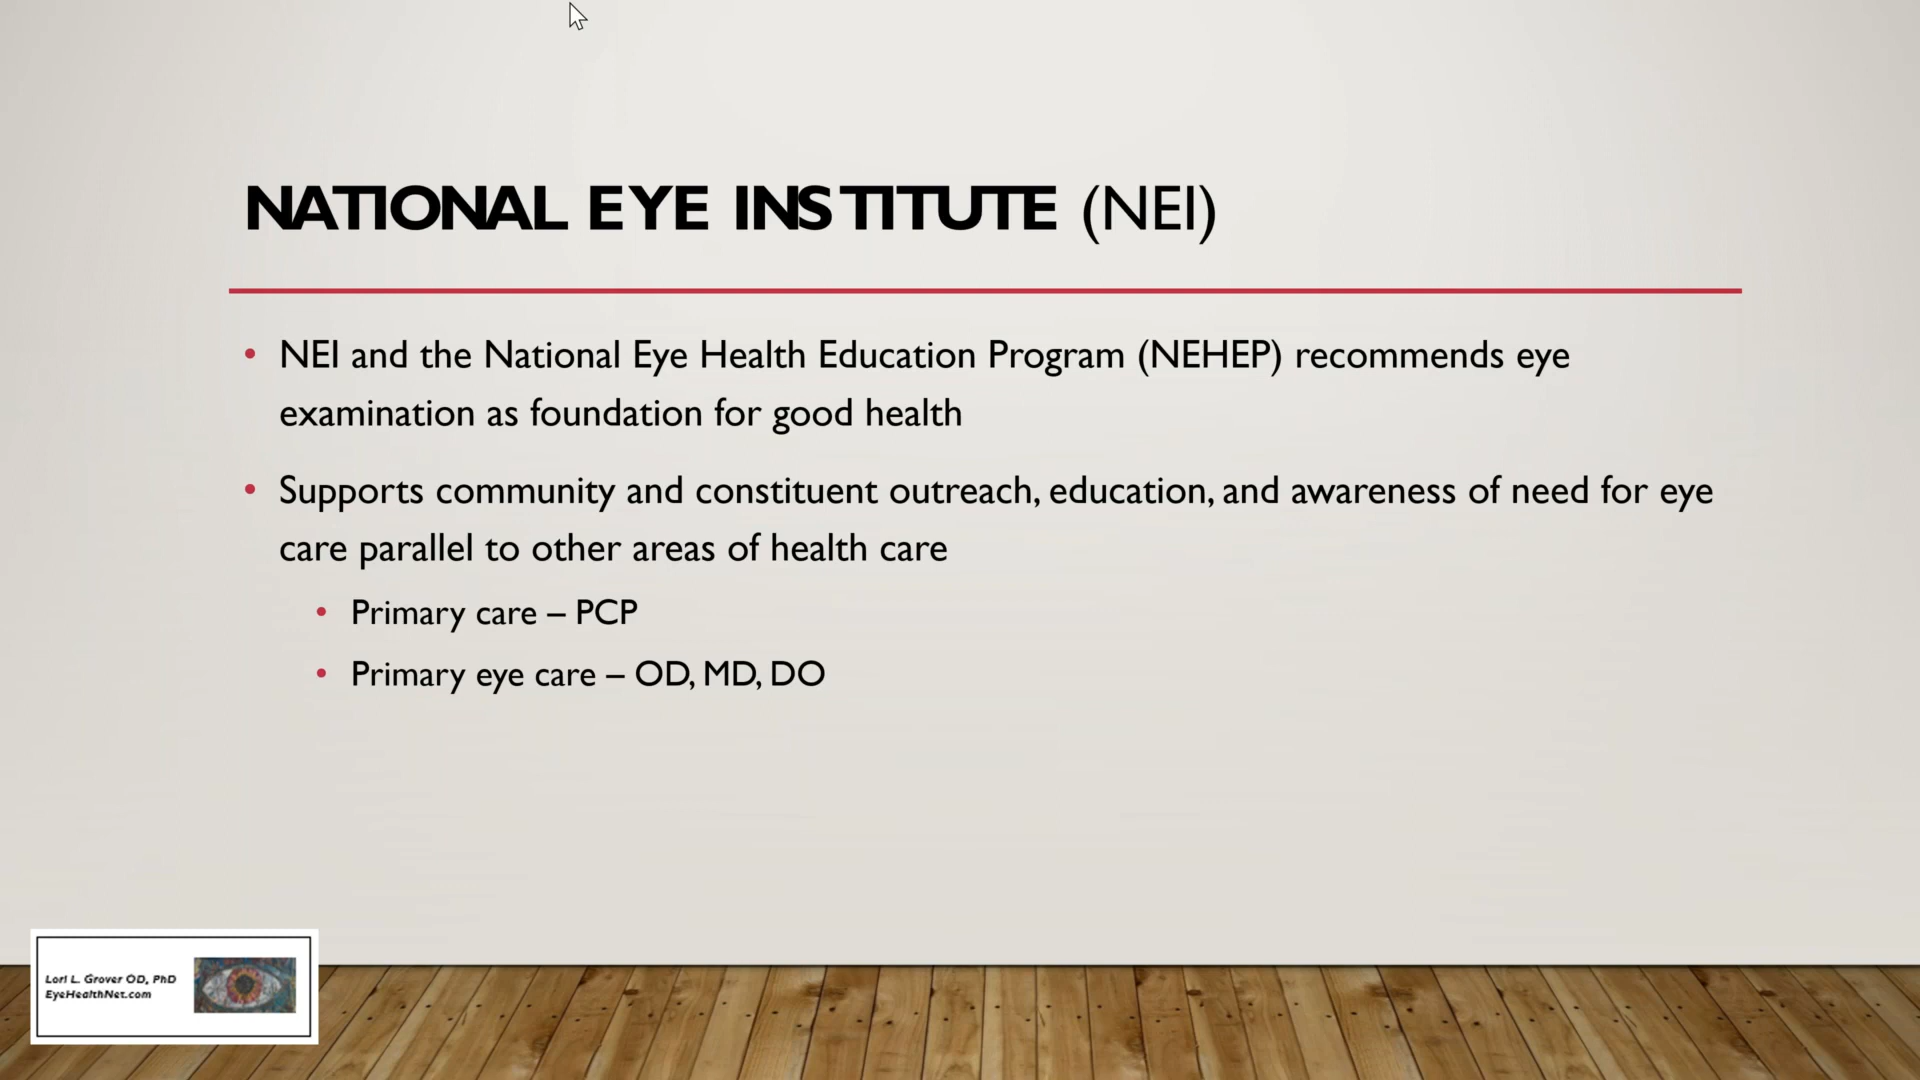 NATIONAL EYE INSTITUTE (NEI)
• NEI and the National Eye Health Education Program (NEHEP) recommends eye
examination as foundation for good health
• Supports community and constituent outreach, education, and awareness of need for eye
care parallel to other areas of health care
• Primary care – PCP
• Primary eye care – OD, MD, DO
Lori L. Grover OD, PhD
EyeHealthNet.com